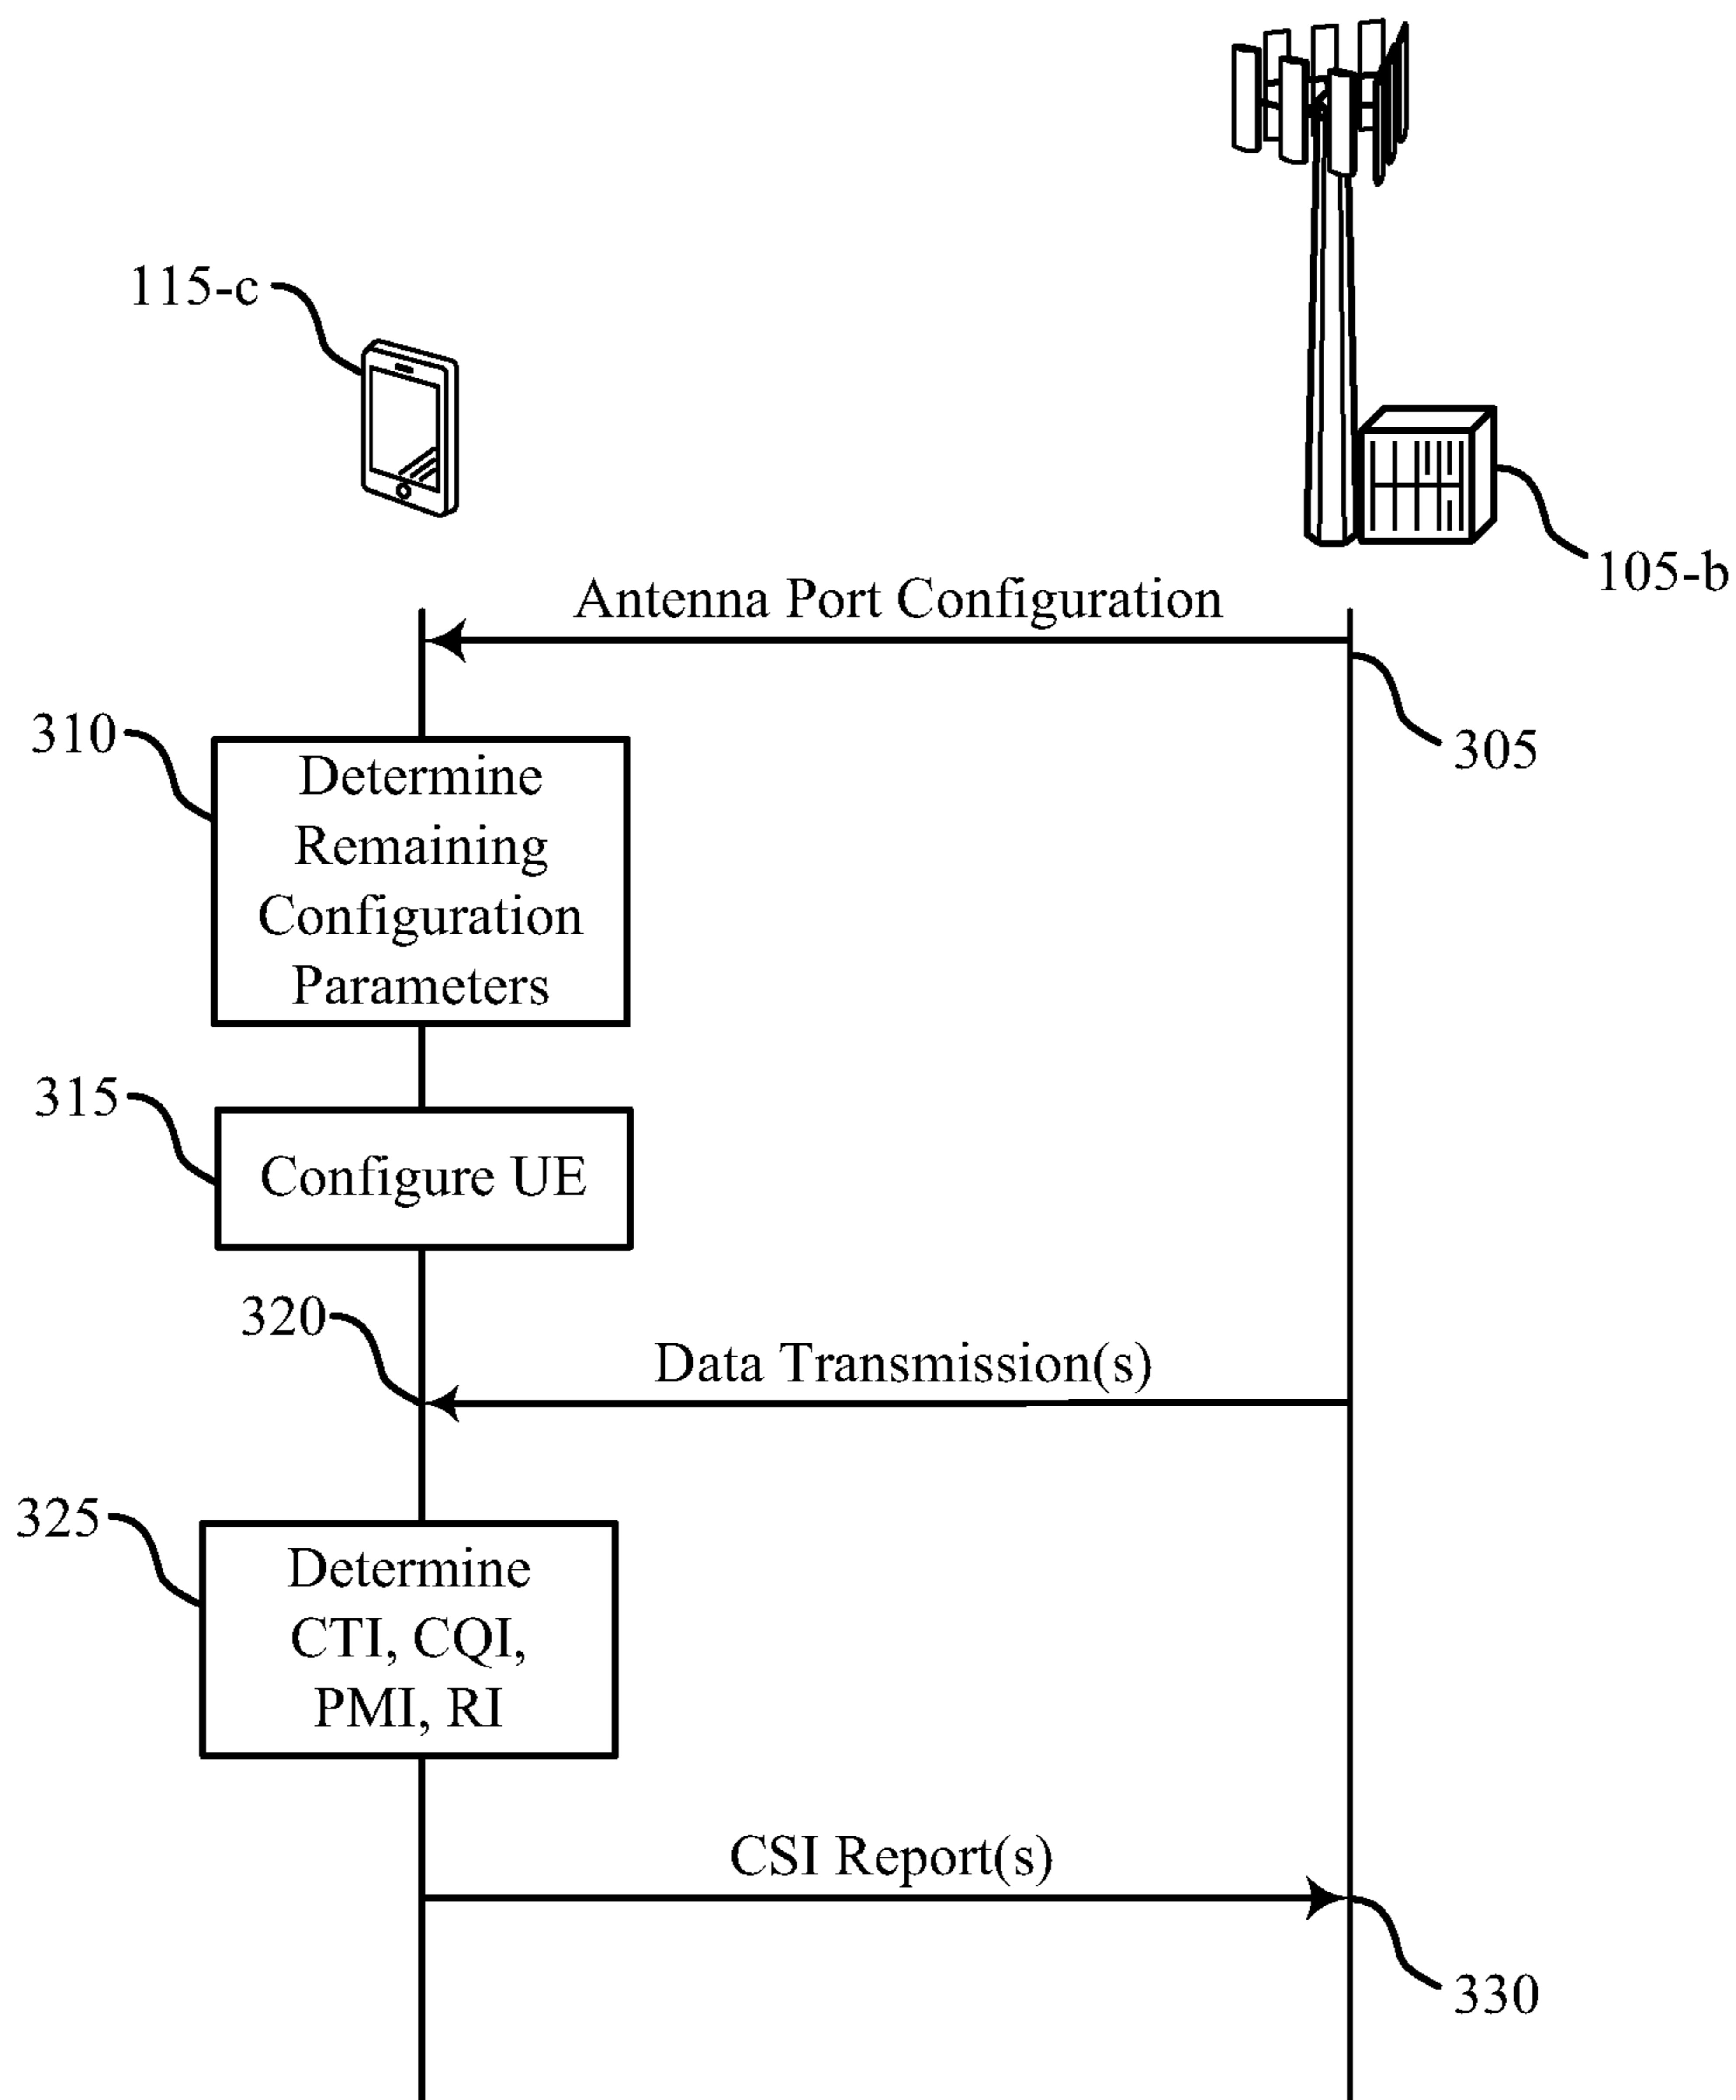 115-c
105-b
Antenna Port Configuration
305
310
Determine
Remaining
Configuration
Parameters
315
Configure UE
320
Data Transmission(s)
325
Determine
CTI, CQI,
PMI, RI
CSI Report(s)
330